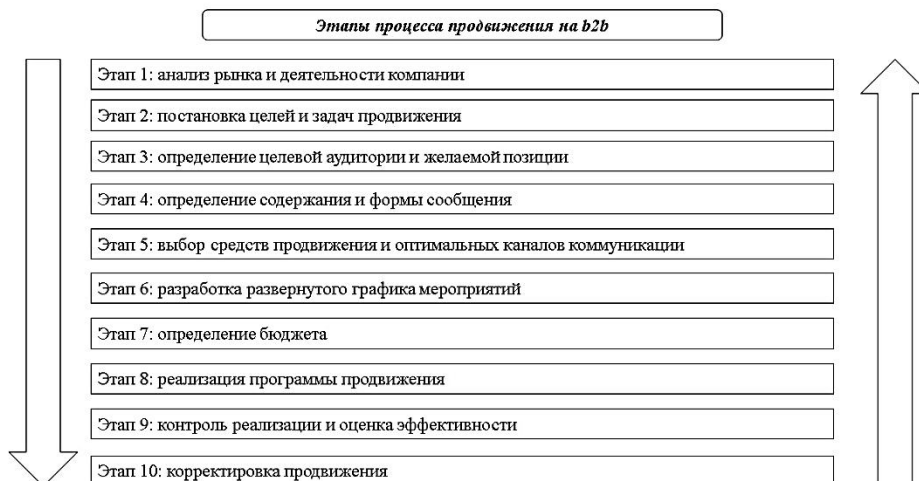 Этапы процесса продвижения на b2b
Этап 1: анализ рынка и деятельности компании
Этап 2: постановка целей и задач продвижения
Этап 3: определение целевой аудитории и желаемой позиции
Этап 4: определение содержания и формы сообщения
Этап 5: выбор средств продвижения и оптимальных каналов коммуникации
Этап 6: разработка развернутого графика мероприятий
Этап 7: определение бюджета
Этап 8: реализация программы продвижения
Этап 9: контроль реализации и оценка эффективности
Этап 10: корректировка продвижения